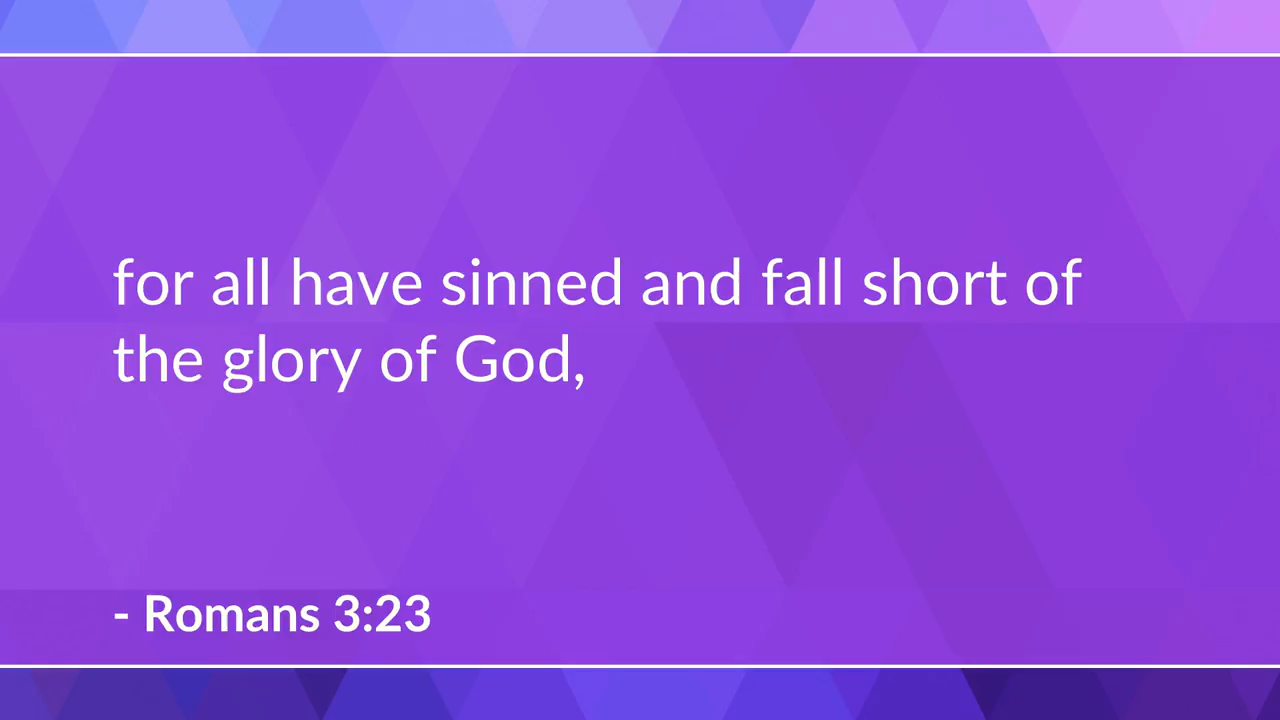 for all have sinned and fall short of
the glory of God,
- Romans 3:23